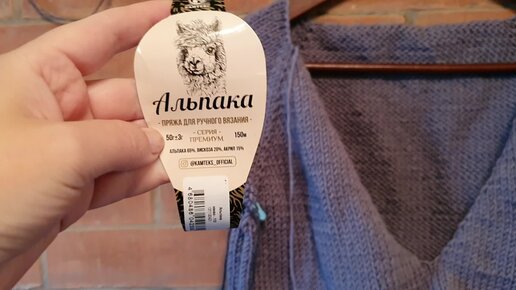 Альпака
- ПРЯЖА ДЛЯ РУЧНОГО ВЯЗАНИЯ -
50г±3г - СЕРИЯ - 150м
ПРЕМИУМ
АЛЬПАКА 65%, ВИСКОЗА 20%, АКРИЛ 15%
@KAMTEKS_OFFICIAL